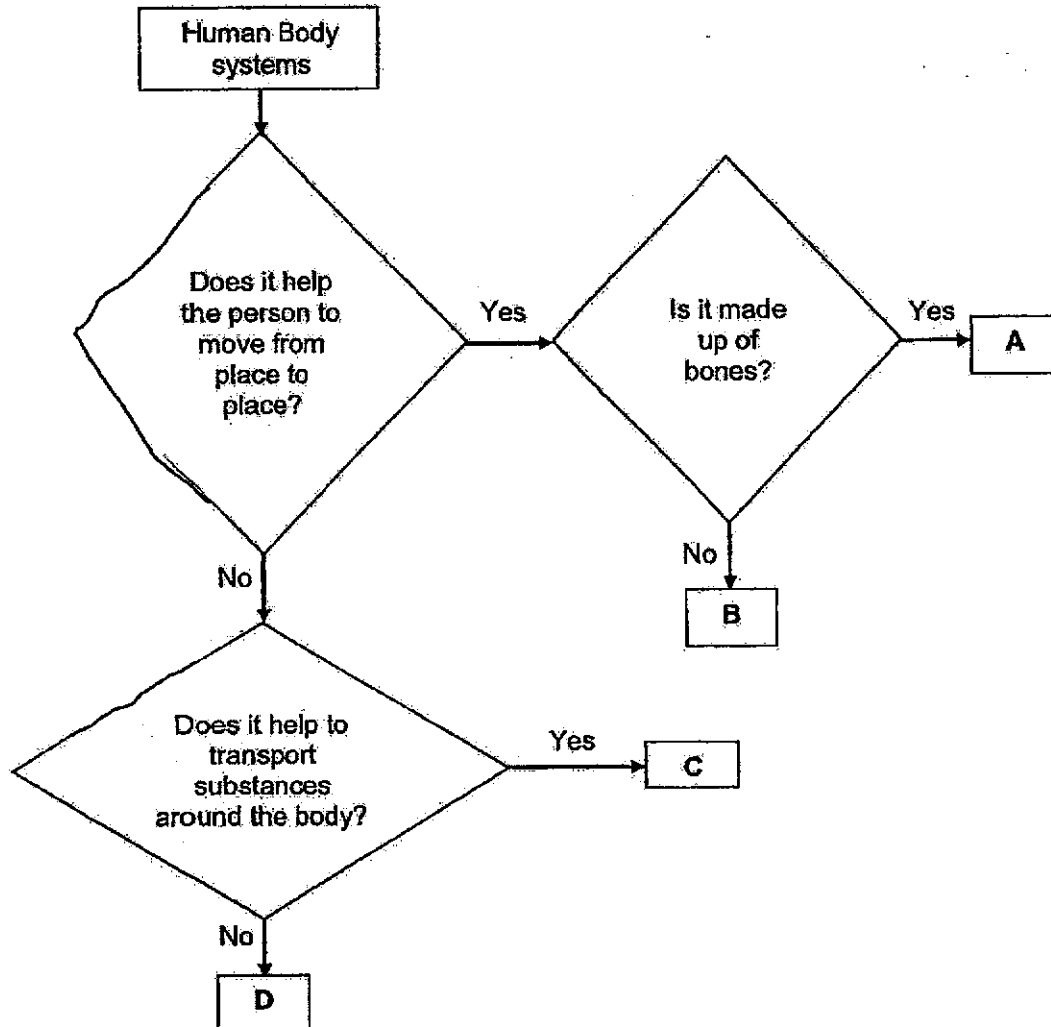 Human Body
systems
Does it help
the person to
move from
place to
place?
Yes
Is it made
up of
bones?
Yes
A
No
B
No
Does it help to
transport
substances
around the body?
Yes
C
No
D